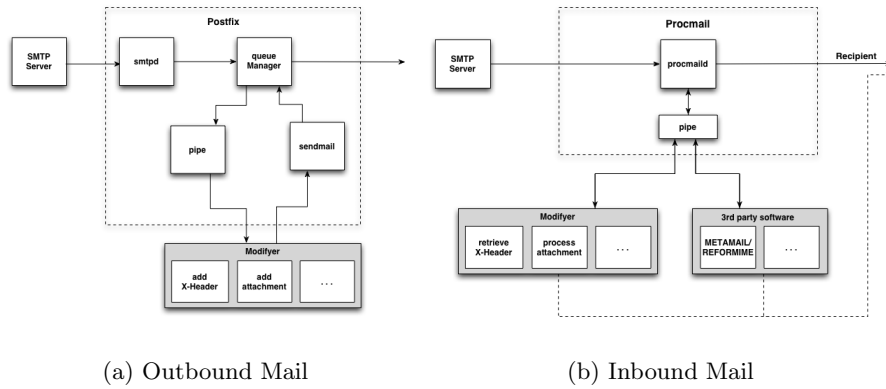 Postfix
SMTP
Server
smtpd
queue
Manager
pipe
sendmail
Modifyer
add
X-Header
add
attachment
...
(a) Outbound Mail
Procmail
SMTP
Server
procmaild
Recipient
pipe
Modifyer
retrieve
X-Header
process
attachment
...
3rd party software
METAMAIL/
REFORMIME
...
(b) Inbound Mail